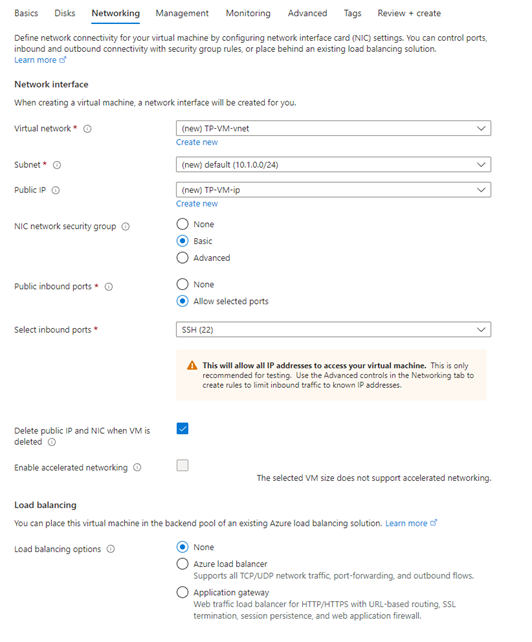 Basics Disks Networking Management Monitoring Advanced Tags Review + create
Define network connectivity for your virtual machine by configuring network interface card (NIC) settings. You can control ports,
inbound and outbound connectivity with security group rules, or place behind an existing load balancing solution.
Learn more
Network interface
When creating a virtual machine, a network interface will be created for you.
Virtual network * (new) TP-VM-vnet
Create new
Subnet * (new) default (10.1.0.0/24)
Public IP (new) TP-VM-ip
Create new
NIC network security group None
Basic
Advanced
Public inbound ports * None
Allow selected ports
Select inbound ports * SSH (22)
This will allow all IP addresses to access your virtual machine. This is only
recommended for testing. Use the Advanced controls in the Networking tab to
create rules to limit inbound traffic to known IP addresses.
Delete public IP and NIC when VM is
deleted
Enable accelerated networking
The selected VM size does not support accelerated networking.
Load balancing
You can place this virtual machine in the backend pool of an existing Azure load balancing solution. Learn more
Load balancing options None
Azure load balancer
Supports all TCP/UDP network traffic, port-forwarding, and outbound flows.
Application gateway
Web traffic load balancer for HTTP/HTTPS with URL-based routing, SSL
termination, session persistence, and web application firewall.